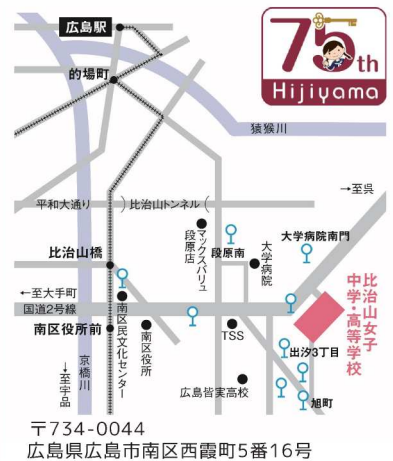 広島駅
75th
Hijiyama
的場町
猿猴川
→至呉
平和大通り
)比治山トンネル(
マックスバリュ
段原店
段原南
大学病院
大学病院南門
比治山橋
←至大手町
国道2号線
南区役所前
南区民文化センター
南区役所
TSS
比治山女子
中学・高等学校
出汐3丁目
京橋川
→至宇品
広島皆実高校
旭町
〒734-0044
広島県広島市南区西霞町5番16号